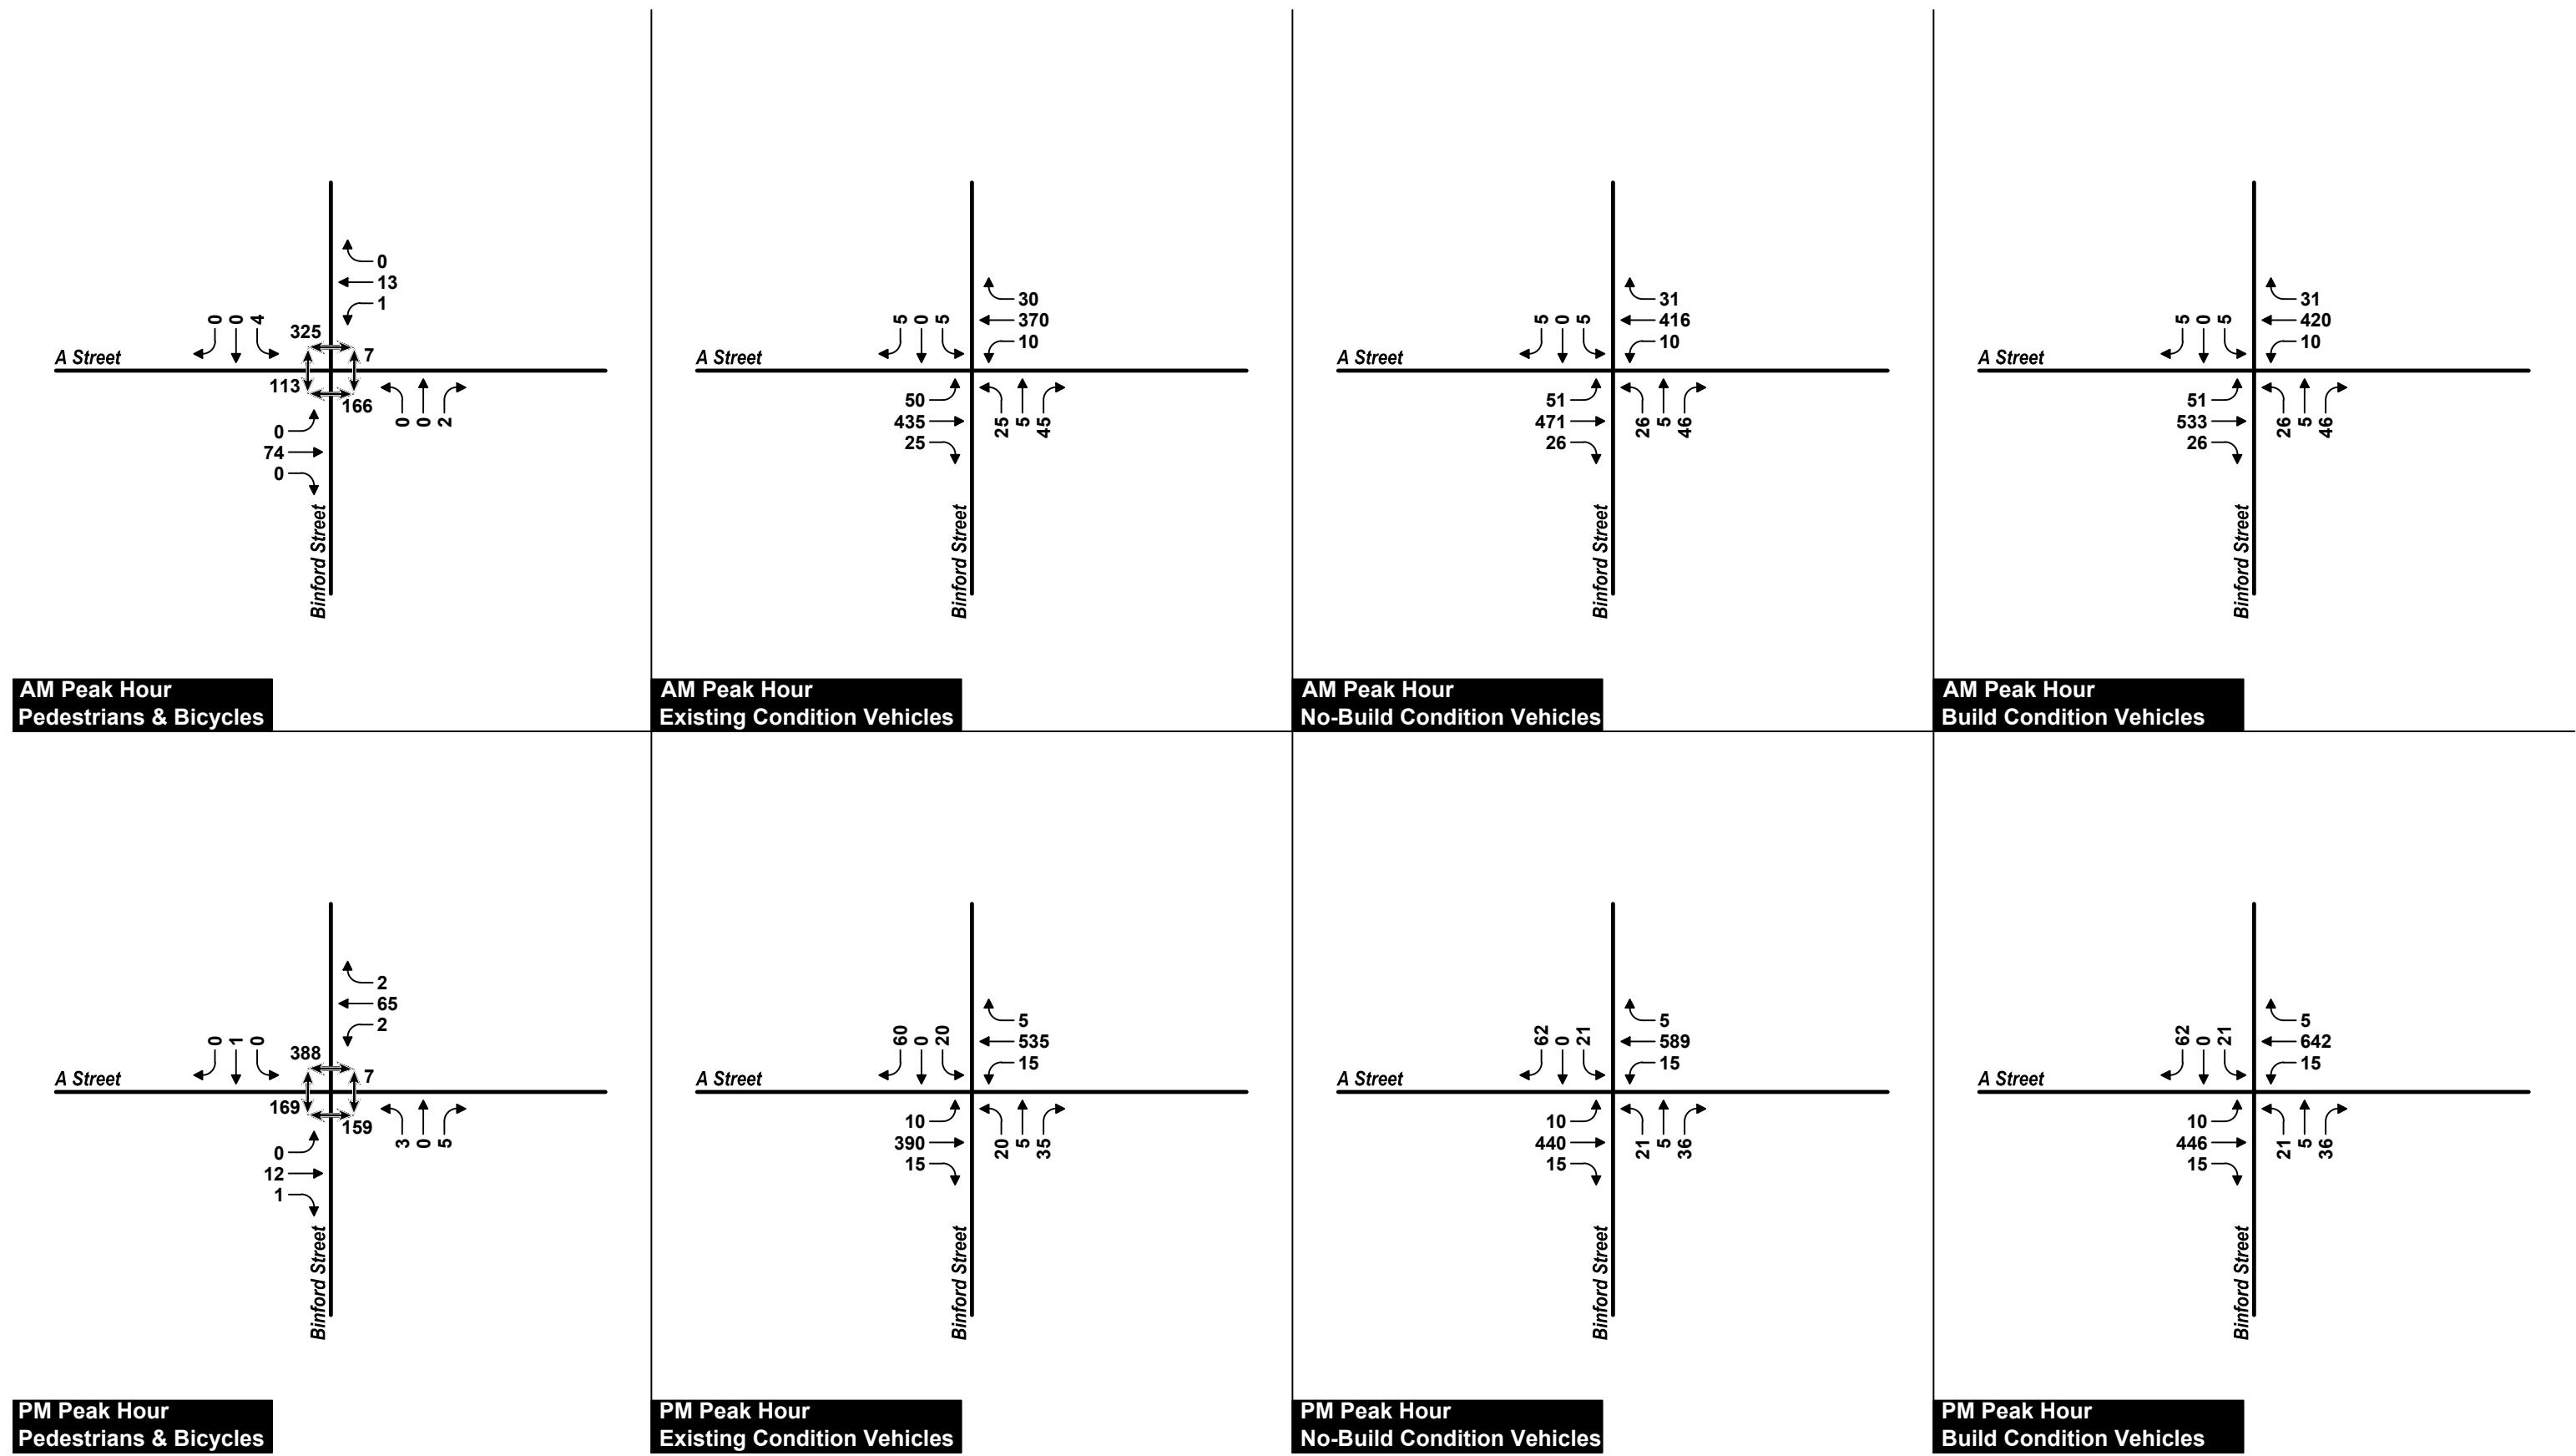 0
13
1
0 0 4
325
7
A Street
113
166
0 0 2
0
74
0
Binford Street
AM Peak Hour
Pedestrians & Bicycles
30
370
10
5 0 5
A Street
50
435
25
25 5 45
Binford Street
AM Peak Hour
Existing Condition Vehicles
31
416
10
5 0 5
A Street
51
471
26
26 5 46
Binford Street
AM Peak Hour
No-Build Condition Vehicles
31
420
10
5 0 5
A Street
51
533
26
26 5 46
Binford Street
AM Peak Hour
Build Condition Vehicles
2
65
2
0 1 0
388
7
A Street
169
159
3 0 5
0
12
1
Binford Street
PM Peak Hour
Pedestrians & Bicycles
5
535
15
60 0 20
A Street
10
390
15
20 5 35
Binford Street
PM Peak Hour
Existing Condition Vehicles
5
589
15
62 0 21
A Street
10
440
15
21 5 36
Binford Street
PM Peak Hour
No-Build Condition Vehicles
5
642
15
62 0 21
A Street
10
446
15
21 5 36
Binford Street
PM Peak Hour
Build Condition Vehicles